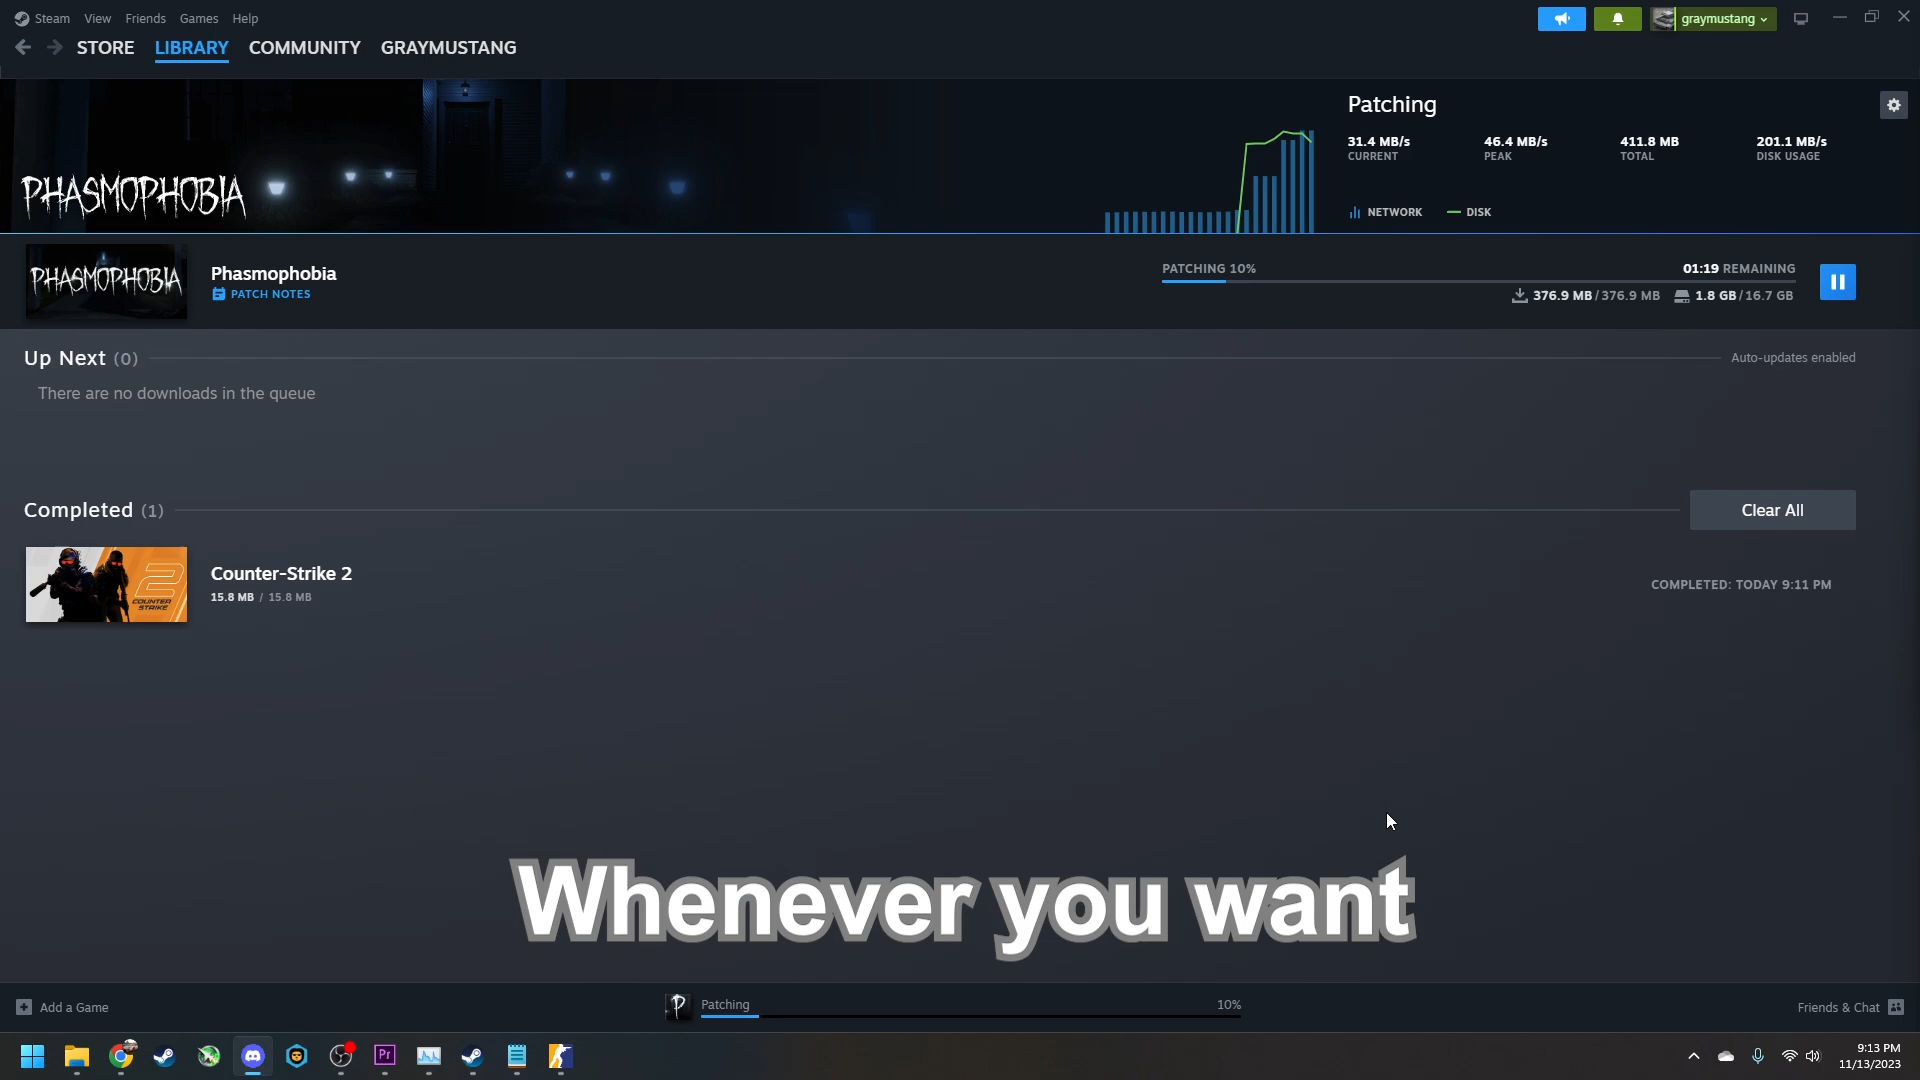 Steam View Friends Games Help
graymustang
STORE LIBRARY COMMUNITY GRAYMUSTANG
PHASMOPHOBIA
Patching
31.4 MB/s 46.4 MB/s 411.8 MB 201.1 MB/s
CURRENT PEAK TOTAL DISK USAGE
NETWORK DISK
PHASMOPHOBIA
Phasmophobia
PATCH NOTES
PATCHING 10% 01:19 REMAINING
376.9 MB / 376.9 MB 1.8 GB / 16.7 GB
Up Next (0) Auto-updates enabled
There are no downloads in the queue
Completed (1) Clear All
2
COUNTER
STRIKE
Counter-Strike 2
15.8 MB / 15.8 MB
COMPLETED: TODAY 9:11 PM
Whenever you want
Add a Game
P
Patching 10%
Friends & Chat
Pr
9:13 PM
11/13/2023